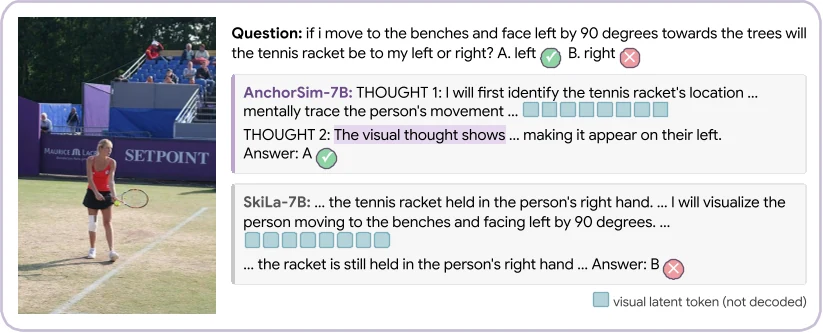 Question: if i move to the benches and face left by 90 degrees towards the trees will
the tennis racket be to my left or right? A. left B. right
AnchorSim-7B: THOUGHT 1: I will first identify the tennis racket's location ...
mentally trace the person's movement ...
THOUGHT 2: The visual thought shows ... making it appear on their left.
Answer: A
SkiLa-7B: ... the tennis racket held in the person's right hand. ... I will visualize the
person moving to the benches and facing left by 90 degrees. ...
... the racket is still held in the person's right hand ... Answer: B
visual latent token (not decoded)
SETPOINT